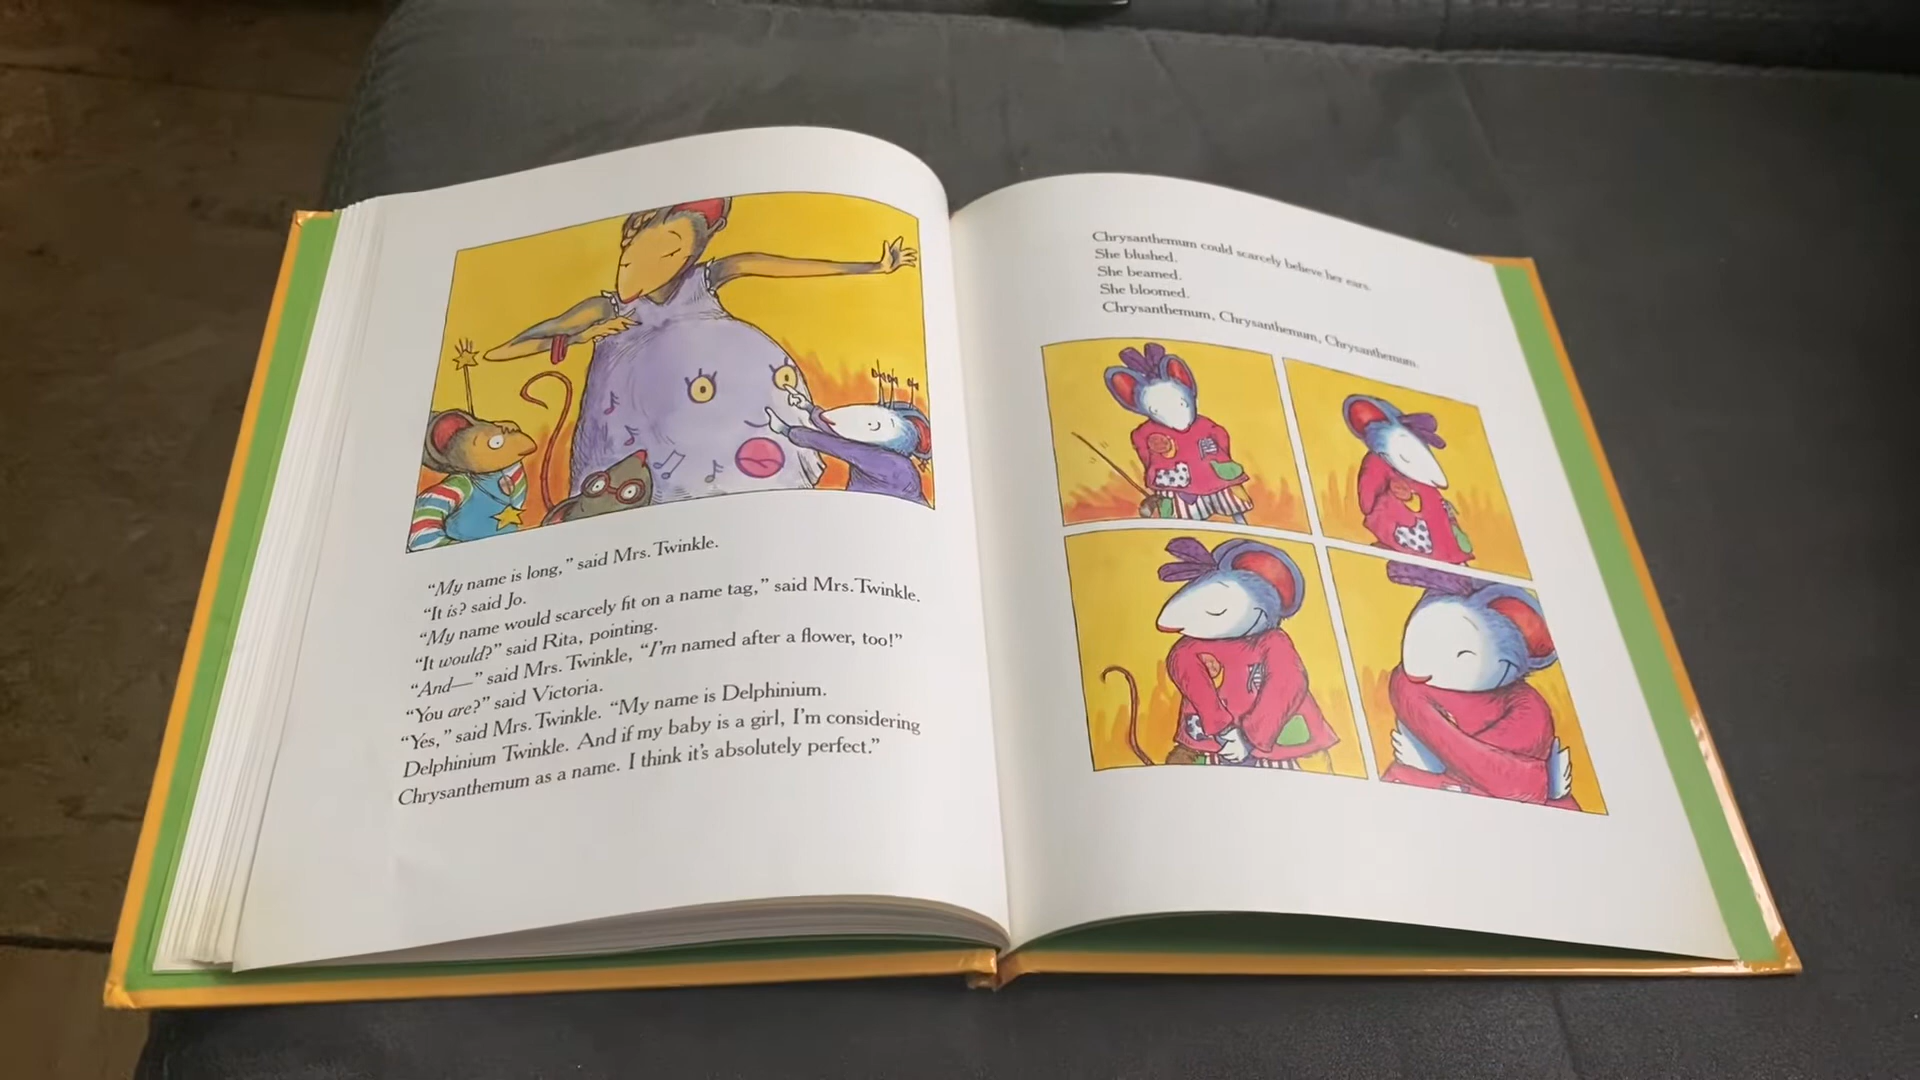 “My name is long,” said Mrs. Twinkle.
“It is? said Jo.
“My name would scarcely fit on a name tag,” said Mrs. Twinkle.
“It would?” said Rita, pointing.
“And—” said Mrs. Twinkle, “I’m named after a flower, too!”
“You are?” said Victoria.
“Yes,” said Mrs. Twinkle. “My name is Delphinium.
Delphinium Twinkle. And if my baby is a girl, I’m considering
Chrysanthemum as a name. I think it’s absolutely perfect.”
Chrysanthemum could scarcely believe her ears.
She blushed.
She beamed.
She bloomed.
Chrysanthemum, Chrysanthemum, Chrysanthemum.